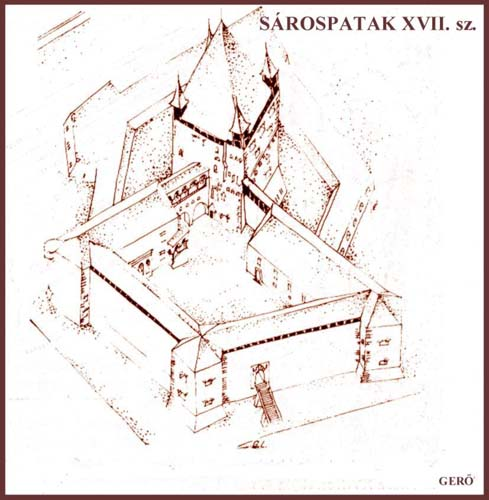 SÁROSPATAK XVII. sz.
GERŐ